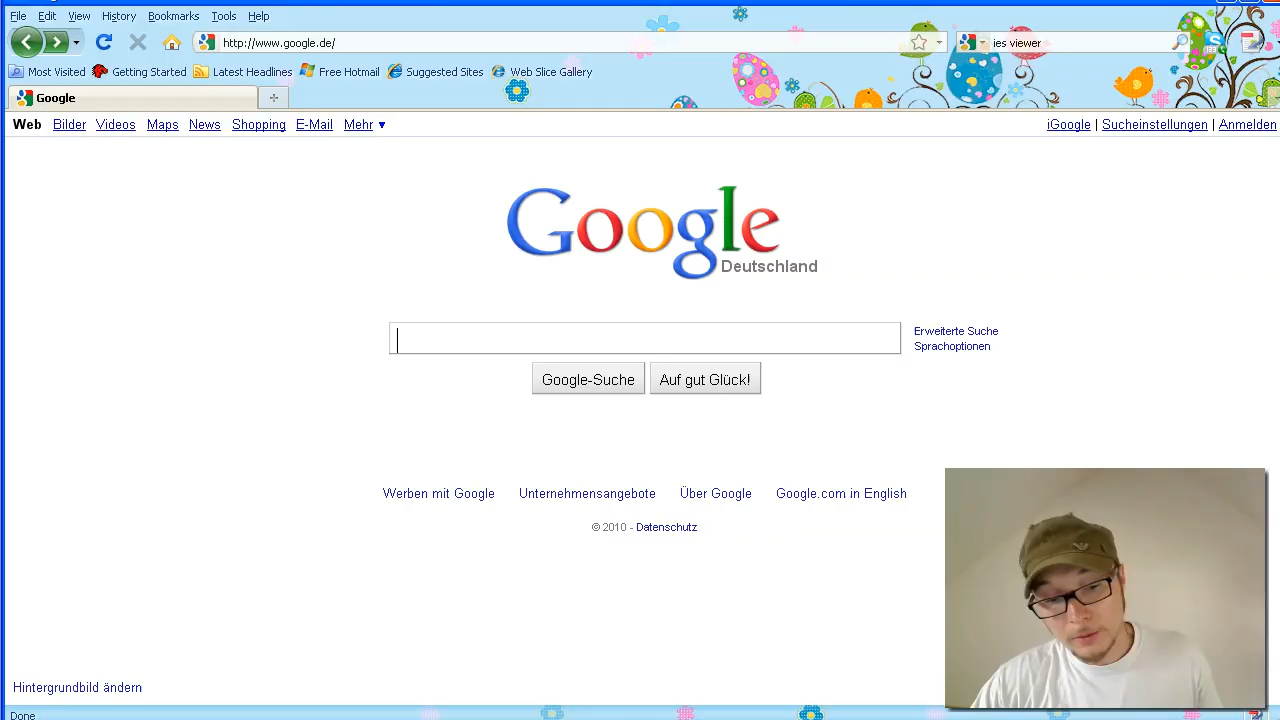 File Edit View History Bookmarks Tools Help
http://www.google.de/ ies viewer
Most Visited Getting Started Latest Headlines Free Hotmail Suggested Sites Web Slice Gallery
Google
Web Bilder Videos Maps News Shopping E-Mail Mehr ▼ iGoogle | Sucheinstellungen | Anmelden
Google
Deutschland
Erweiterte Suche
Sprachoptionen
Google-Suche Auf gut Glück!
Werben mit Google Unternehmensangebote Über Google Google.com in English
© 2010 - Datenschutz
Hintergrundbild ändern
Done